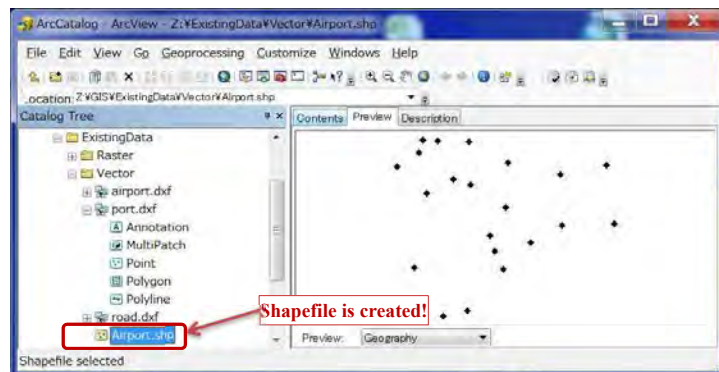 ArcCatalog - ArcView - Z:¥ExistingData¥Vector¥Airport.shp
File Edit View Go Geoprocessing Customize Windows Help
Location: Z:¥GIS¥ExistingData¥Vector¥Airport.shp
Catalog Tree
Contents Preview Description
ExistingData
Raster
Vector
airport.dxf
port.dxf
Annotation
MultiPatch
Point
Polygon
Polyline
road.dxf
Airport.shp
Shapefile is created!
Preview: Geography
Shapefile selected